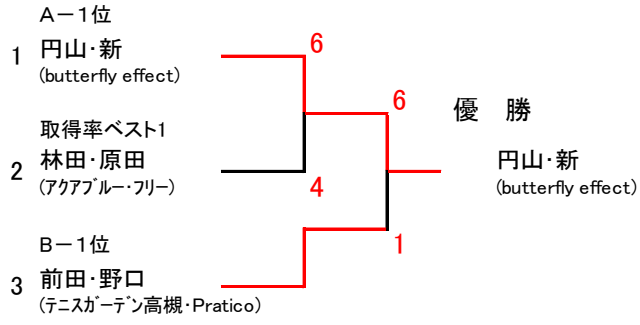 A－1位
1 円山・新
(butterfly effect)
6
6
優　勝
取得率ベスト1
2 林田・原田
(ｱｸｱﾌﾞﾙｰ・ﾌﾘｰ)
4
円山・新
(butterfly effect)
B－1位
1
3 前田・野口
(ﾃﾆｽｶﾞｰﾃﾞﾝ高槻・Pratico)